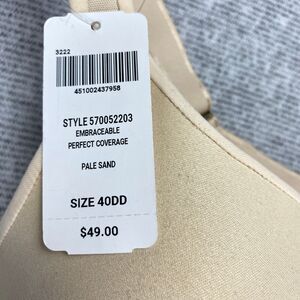 3222
451002437958
STYLE 570052203
EMBRACEABLE
PERFECT COVERAGE
PALE SAND
SIZE 40DD
$49.00